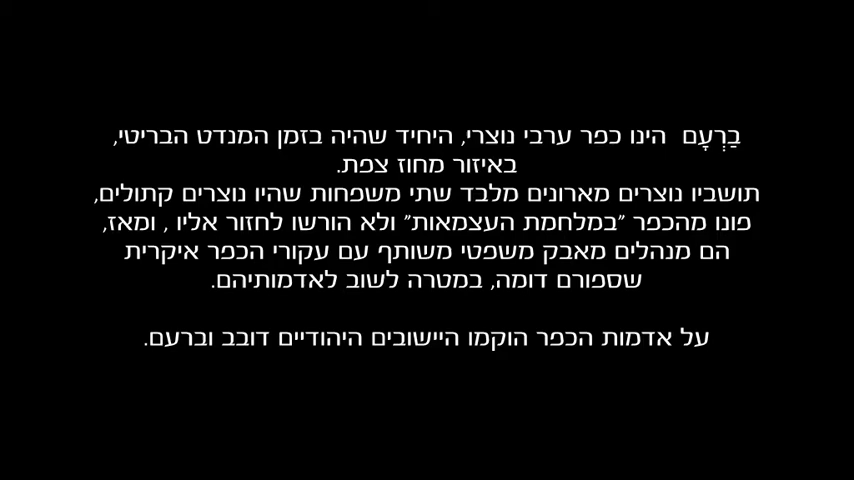 בַּרְעָם הינו כפר ערבי נוצרי, היחיד שהיה בזמן המנדט הבריטי,
באיזור מחוז צפת.
תושביו נוצרים מארונים מלבד שתי משפחות שהיו נוצרים קתולים,
פונו מהכפר "במלחמת העצמאות" ולא הורשו לחזור אליו , ומאז,
הם מנהלים מאבק משפטי משותף עם עקורי הכפר איקרית
שספורם דומה, במטרה לשוב לאדמותיהם.
על אדמות הכפר הוקמו היישובים היהודיים דובב וברעם.